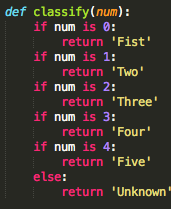 def classify(num):
    if num is 0:
        return 'Fist'
    if num is 1:
        return 'Two'
    if num is 2:
        return 'Three'
    if num is 3:
        return 'Four'
    if num is 4:
        return 'Five'
    else:
        return 'Unknown'